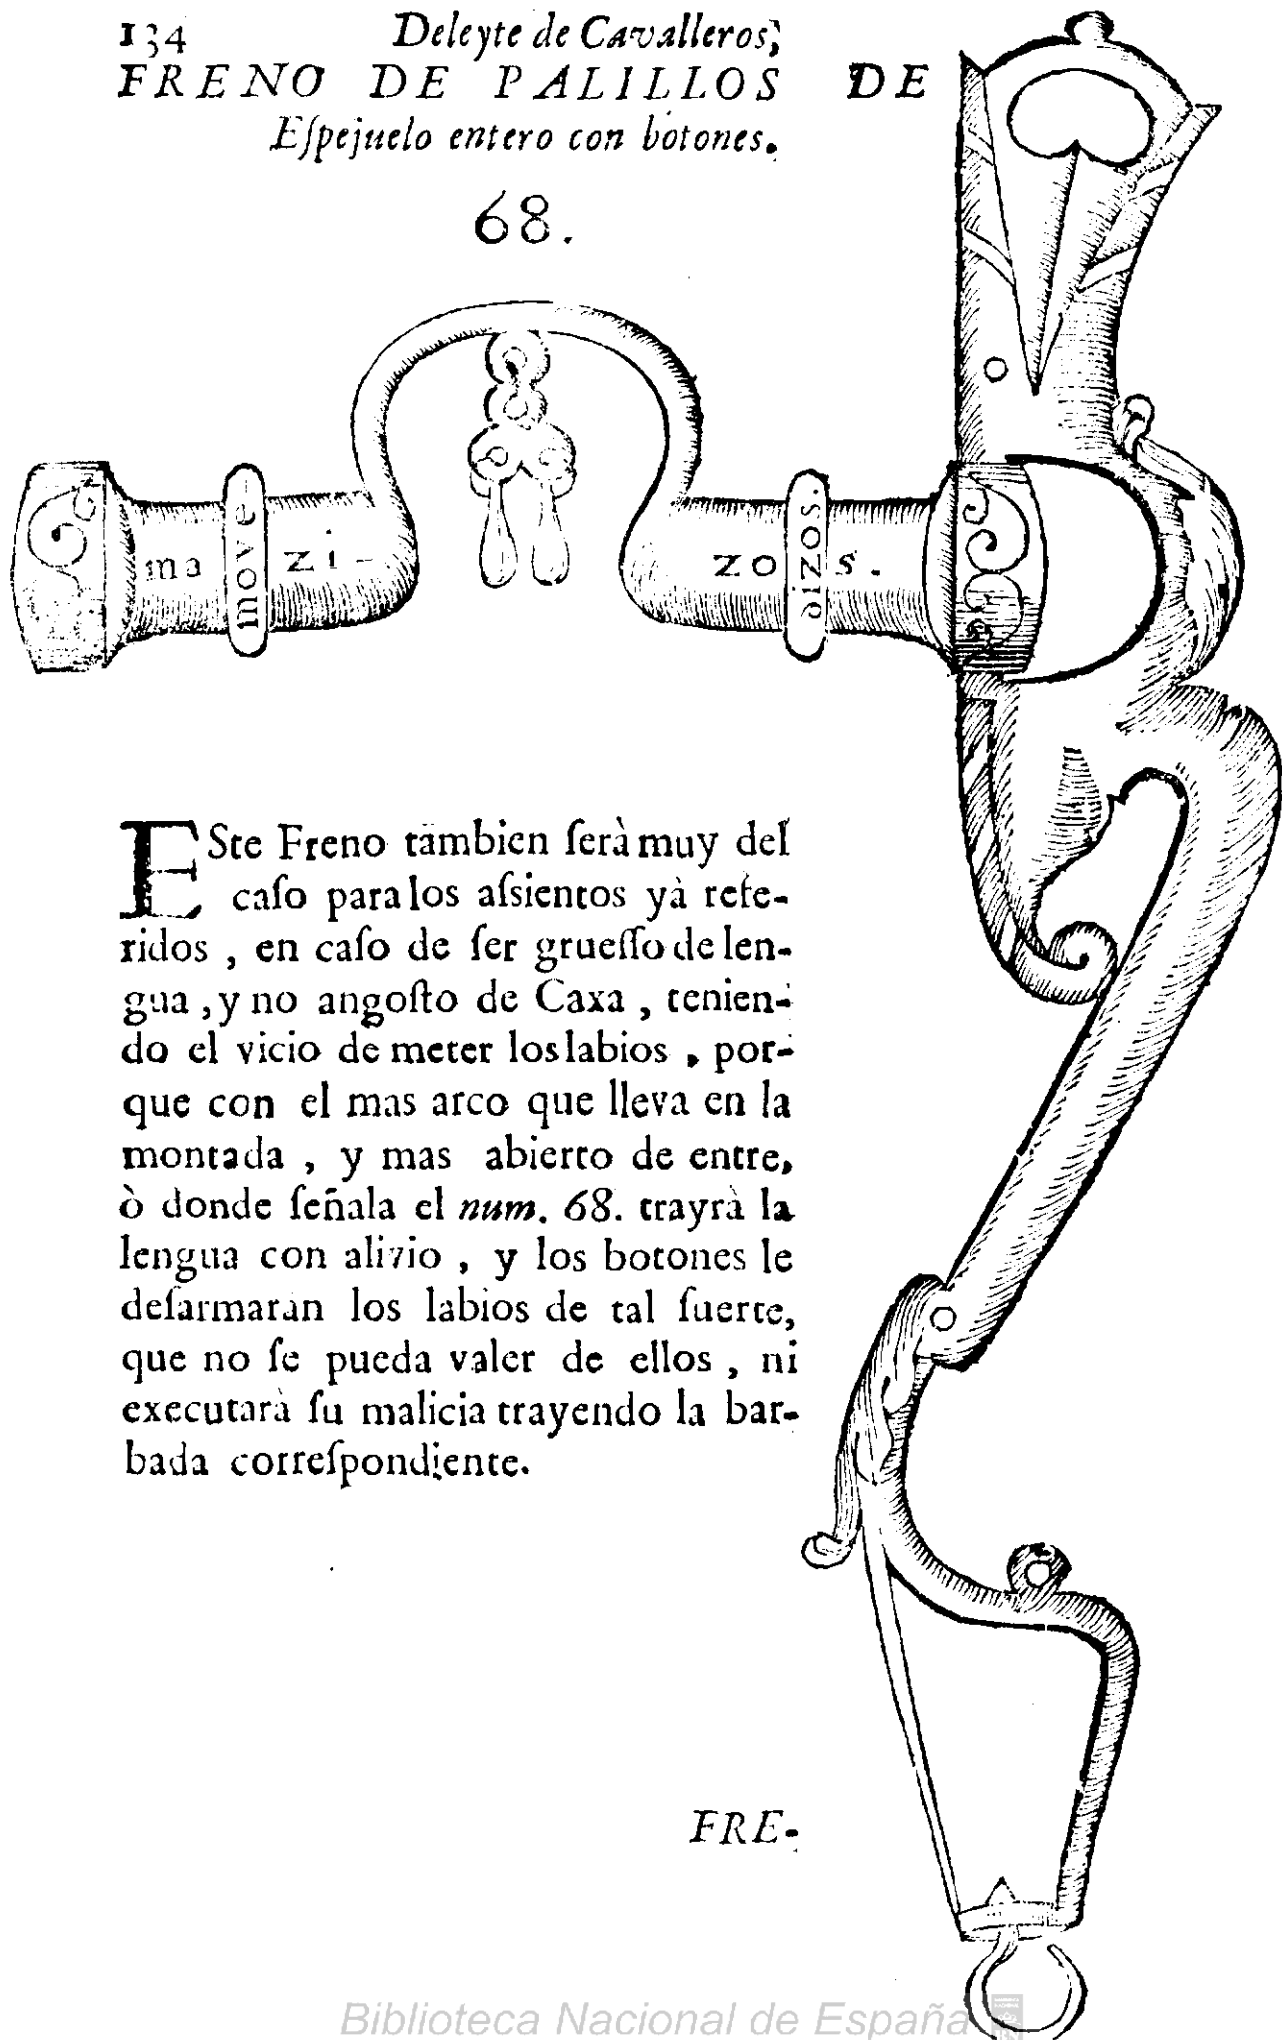 134 Deleyte de Cavalleros,
FRENO DE PALILLOS DE
Eſpejuelo entero con botones.
68.
ma move- zi-
zo dizos. s.
ESte Freno tambien ſerà muy del
caſo para los aſsientos yà refe-
ridos , en caſo de ſer grueſſo de len-
gua , y no angoſto de Caxa , tenien-
do el vicio de meter los labios , por-
que con el mas arco que lleva en la
montada , y mas abierto de entre,
ò donde ſeñala el num. 68. trayrà la
lengua con alivio , y los botones le
deſarmaràn los labios de tal ſuerte,
que no ſe pueda valer de ellos , ni
executarà ſu malicia trayendo la bar-
bada correſpondiente.
FRE-
Biblioteca Nacional de España